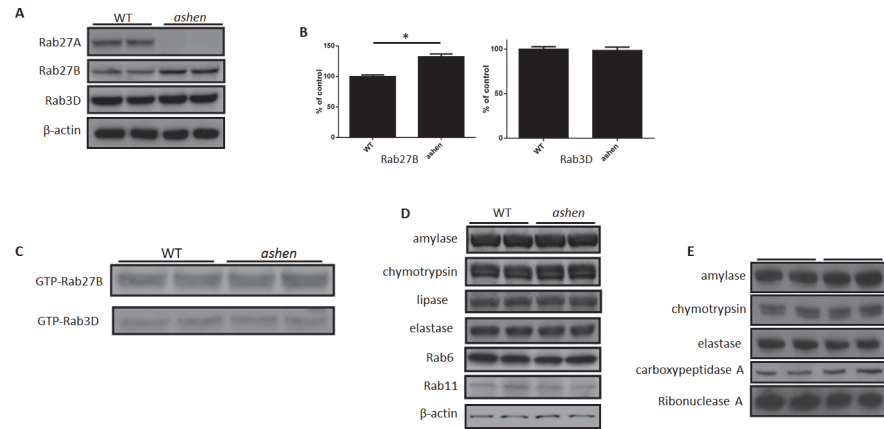 A
WT ashen
Rab27A
Rab27B
Rab3D
β-actin
B
*
% of control
150
100
50
0
WT
ashen
Rab27B
% of control
100
50
0
WT
ashen
Rab3D
C
WT ashen
GTP-Rab27B
GTP-Rab3D
D
WT ashen
amylase
chymotrypsin
lipase
elastase
Rab6
Rab11
β-actin
E
amylase
chymotrypsin
elastase
carboxypeptidase A
Ribonuclease A